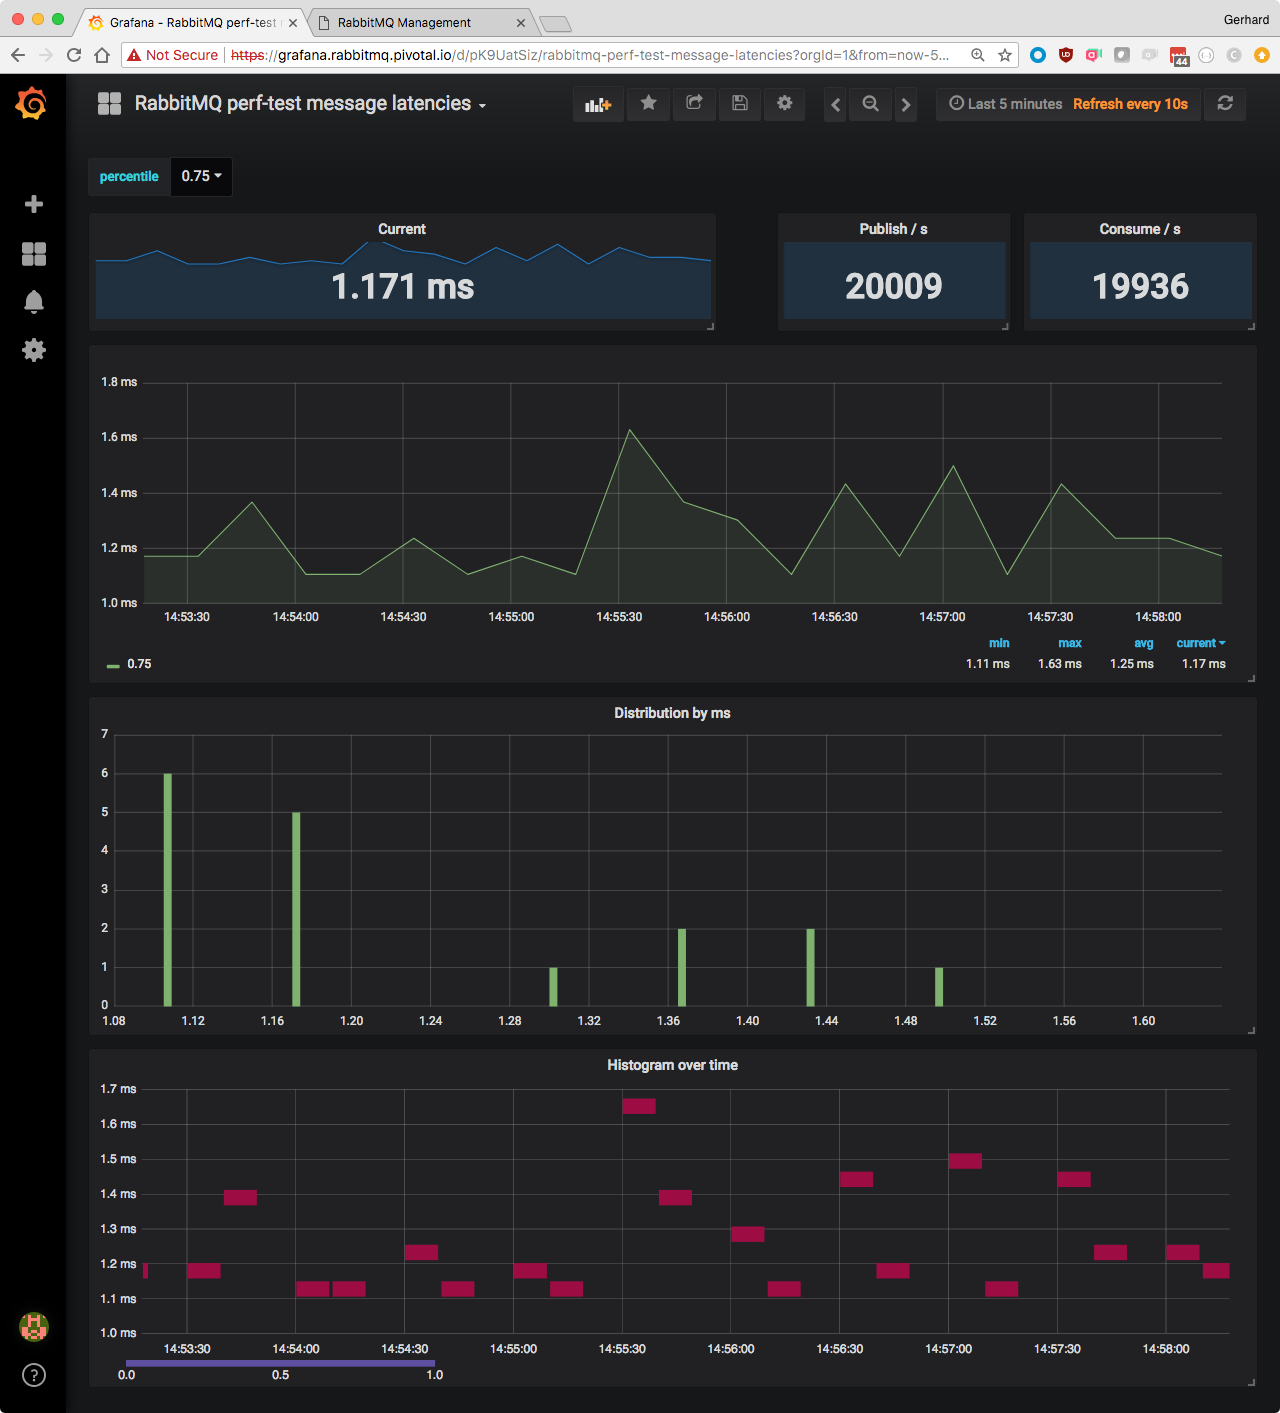 Grafana - RabbitMQ perf-test
RabbitMQ Management
Gerhard
Not Secure https://grafana.rabbitmq.pivotal.io/d/pK9UatSiz/rabbitmq-perf-test-message-latencies?orgId=1&from=now-5...
44
RabbitMQ perf-test message latencies
Last 5 minutes Refresh every 10s
percentile 0.75
Current
1.171 ms
Publish / s
20009
Consume / s
19936
1.8 ms
1.6 ms
1.4 ms
1.2 ms
1.0 ms
14:53:30 14:54:00 14:54:30 14:55:00 14:55:30 14:56:00 14:56:30 14:57:00 14:57:30 14:58:00
min max avg current
0.75 1.11 ms 1.63 ms 1.25 ms 1.17 ms
Distribution by ms
7
6
5
4
3
2
1
0
1.08 1.12 1.16 1.20 1.24 1.28 1.32 1.36 1.40 1.44 1.48 1.52 1.56 1.60
Histogram over time
1.7 ms
1.6 ms
1.5 ms
1.4 ms
1.3 ms
1.2 ms
1.1 ms
1.0 ms
14:53:30 14:54:00 14:54:30 14:55:00 14:55:30 14:56:00 14:56:30 14:57:00 14:57:30 14:58:00
0.0 0.5 1.0